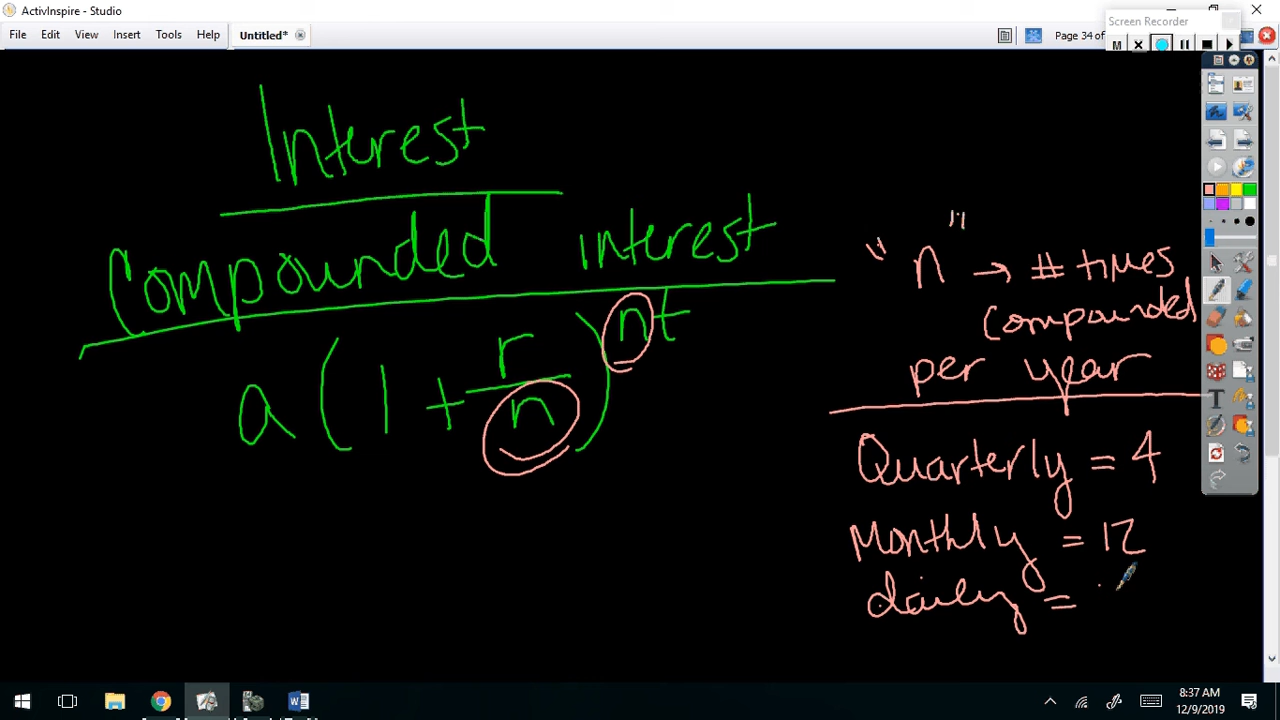 ActivInspire - Studio
Screen Recorder
File Edit View Insert Tools Help Untitled* Page 34 of
M
Interest
Compounded interest
a(1 + r/n)^nt
"n" → # times
compounded
per year
Quarterly = 4
Monthly = 12
daily =
T
8:37 AM
12/9/2019